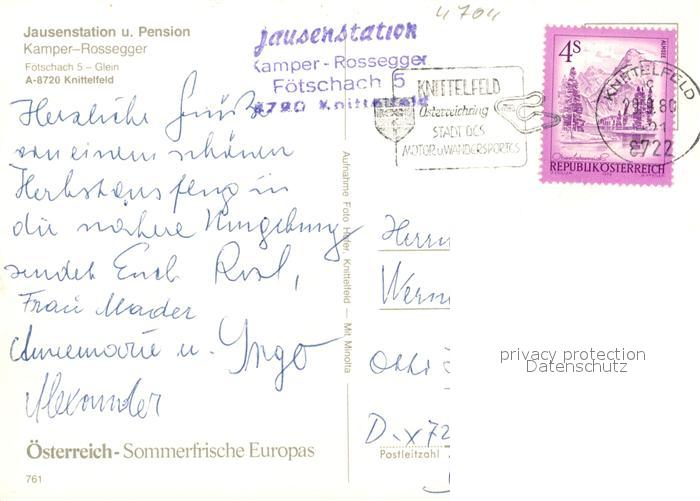 Jausenstation u. Pension
Kamper-Rossegger
Fötschach 5 - Glein
A-8720 Knittelfeld
4704
Jausenstation
Kamper-Rossegger
Fötschach 5
8720 Knittelfeld
KNITTELFELD
Österreichring
STADT DES
MOTOR.u.WANDERSPORTES
4S
ALMSEE
REPUBLIK ÖSTERREICH
KNITTELFELD
8722
Herzliche Grüße
von einem schönen
Herbstausflug in
die nähere Umgebung
sendet Euch Rosl,
Frau Mader
Annemarie u. Ingo
Alexander
Aufnahme Foto Hofer, Knittelfeld — Mit Minolta
Herrn
Wern
D-X72
Postleitzahl
privacy protection
Datenschutz
Österreich - Sommerfrische Europas
761